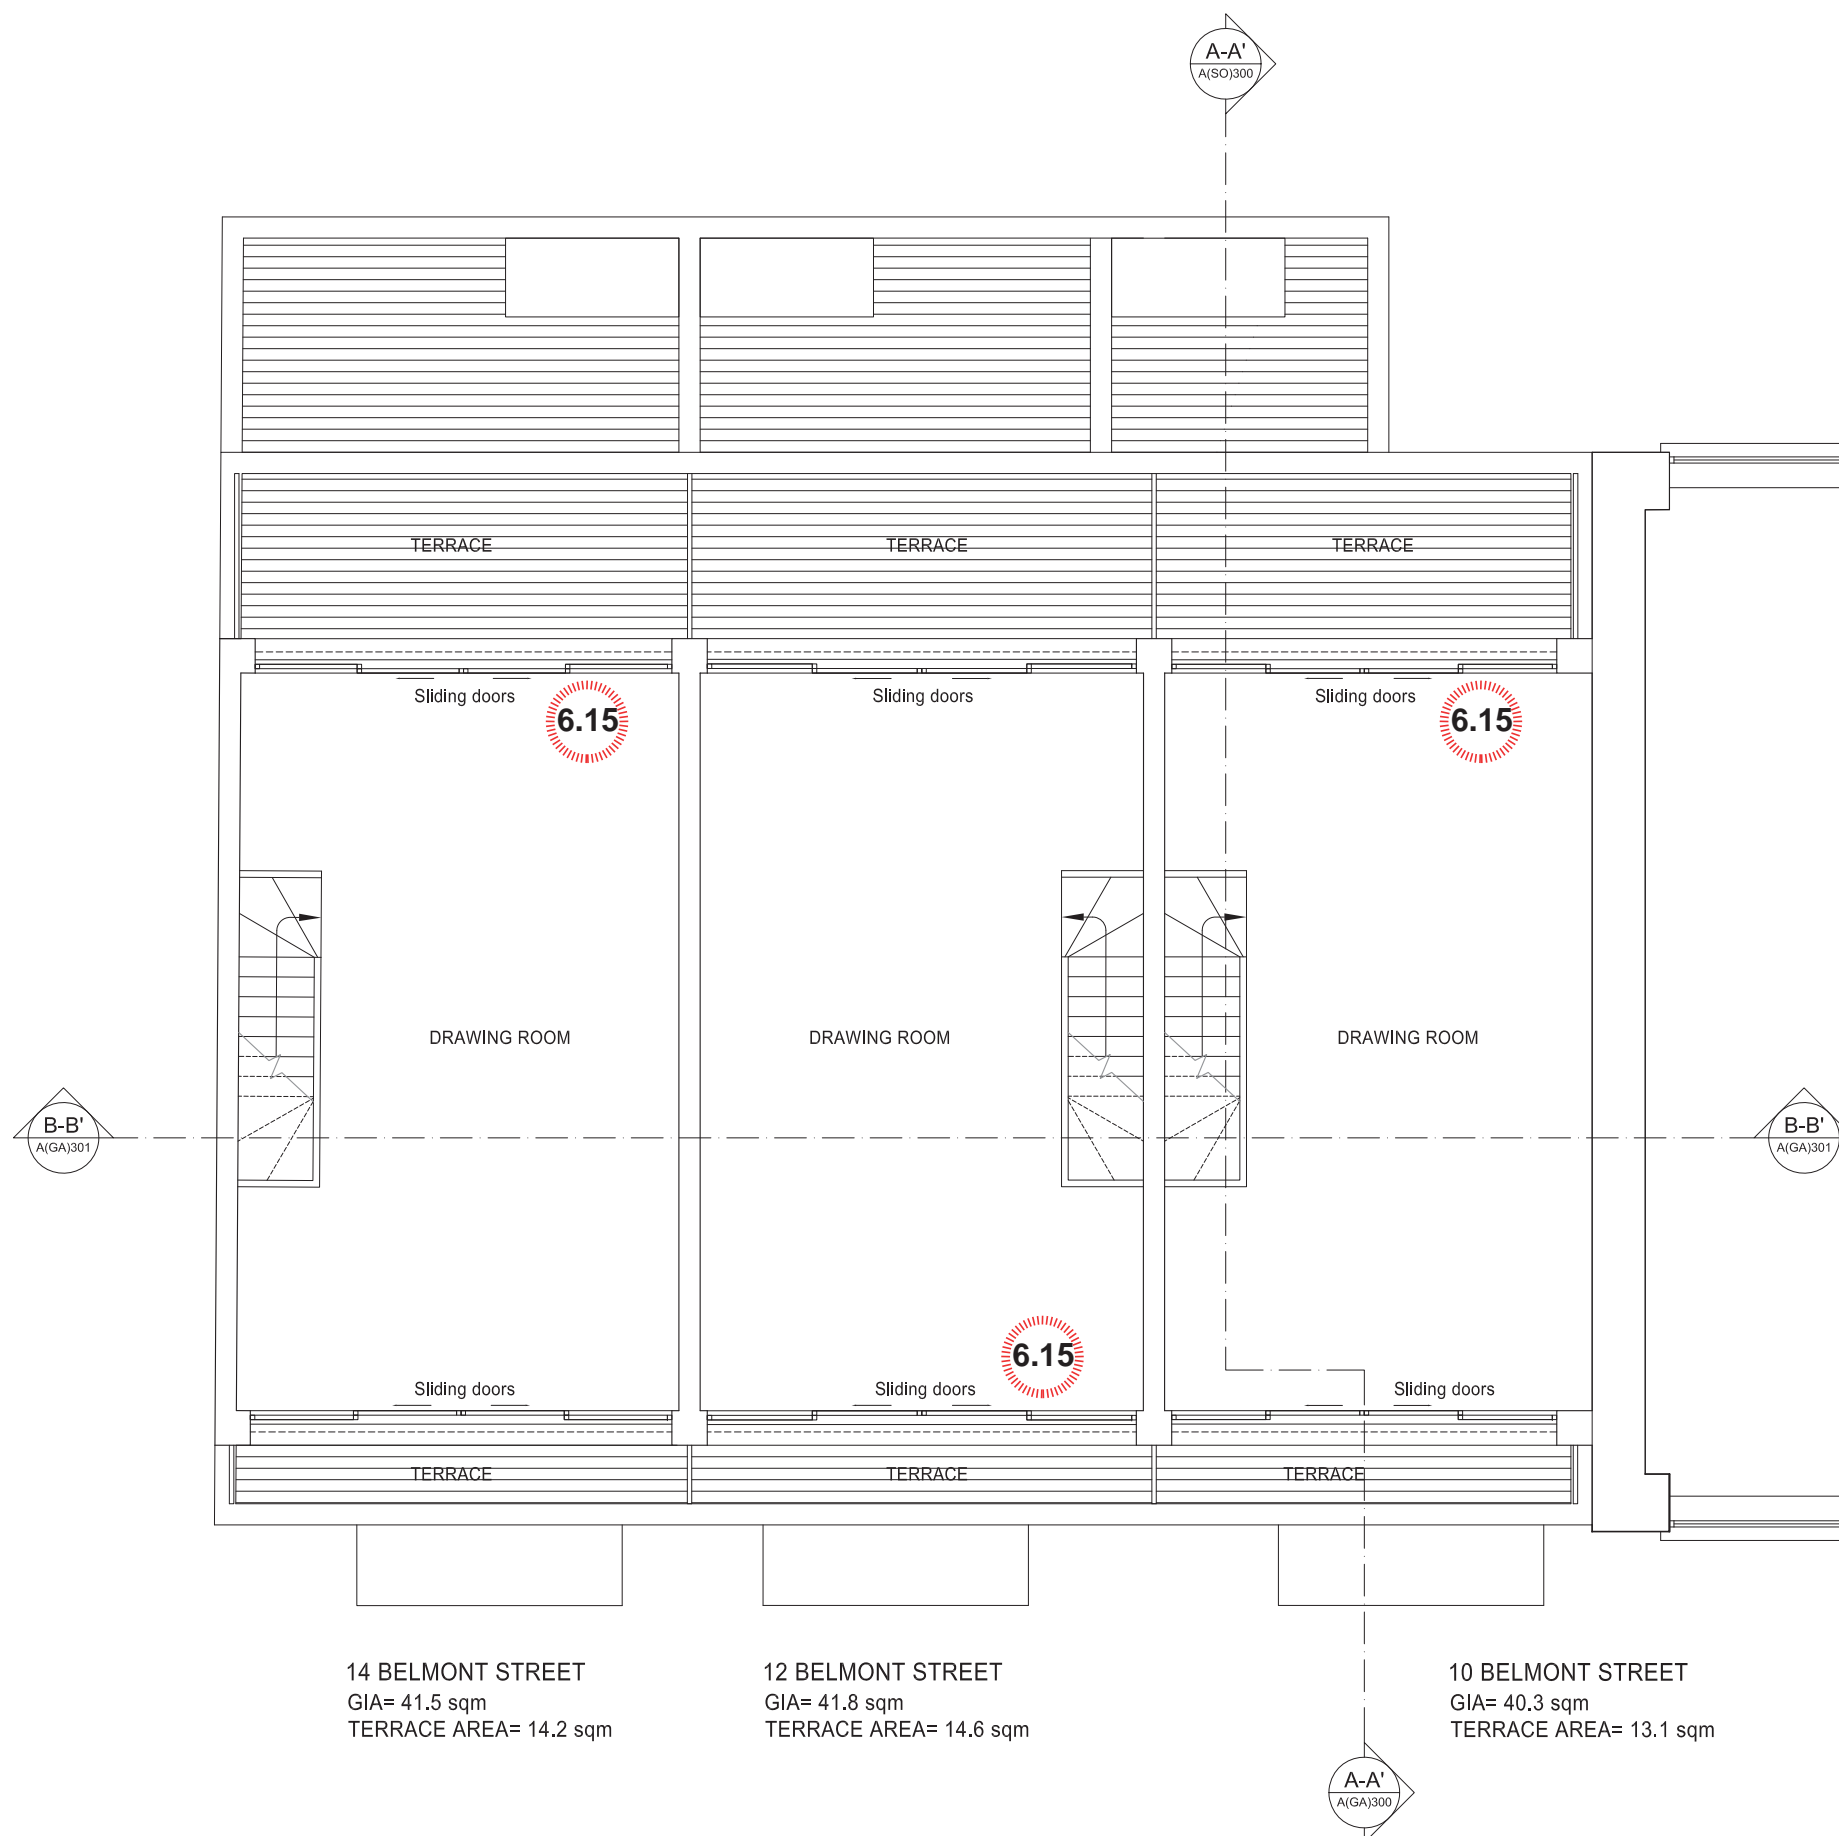 A-A'
A(SO)300
TERRACE
TERRACE
TERRACE
Sliding doors
Sliding doors
Sliding doors
6.15
6.15
DRAWING ROOM
DRAWING ROOM
DRAWING ROOM
B-B'
A(GA)301
B-B'
A(GA)301
6.15
Sliding doors
Sliding doors
Sliding doors
TERRACE
TERRACE
TERRACE
14 BELMONT STREET
GIA= 41.5 sqm
TERRACE AREA= 14.2 sqm
12 BELMONT STREET
GIA= 41.8 sqm
TERRACE AREA= 14.6 sqm
10 BELMONT STREET
GIA= 40.3 sqm
TERRACE AREA= 13.1 sqm
A-A'
A(GA)300